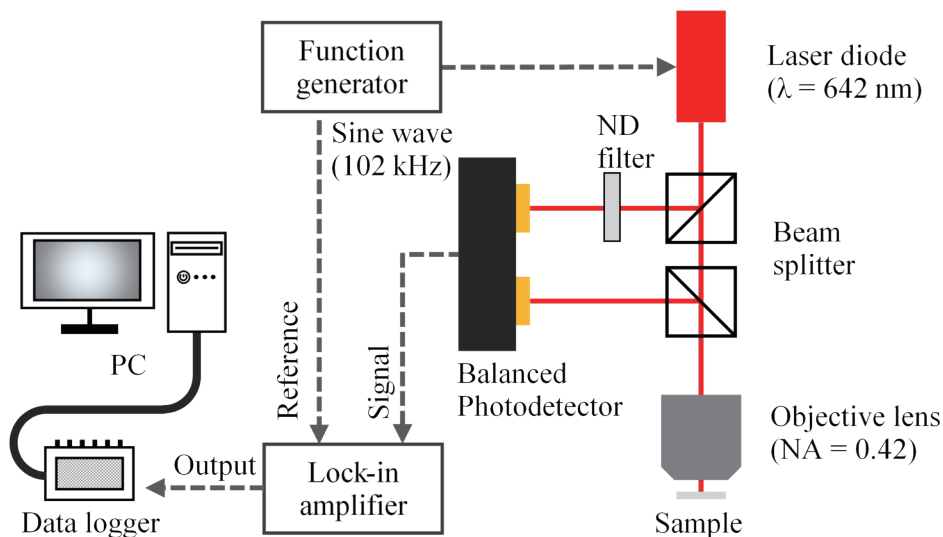 Function
generator
Laser diode
(λ = 642 nm)
Sine wave
(102 kHz)
ND
filter
Beam
splitter
PC
Reference
Signal
Balanced
Photodetector
Objective lens
(NA = 0.42)
Output
Lock-in
amplifier
Data logger
Sample